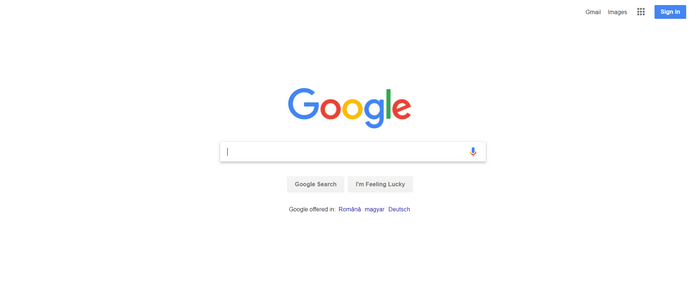 Gmail Images Sign in
Google
Google Search I'm Feeling Lucky
Google offered in: Română magyar Deutsch